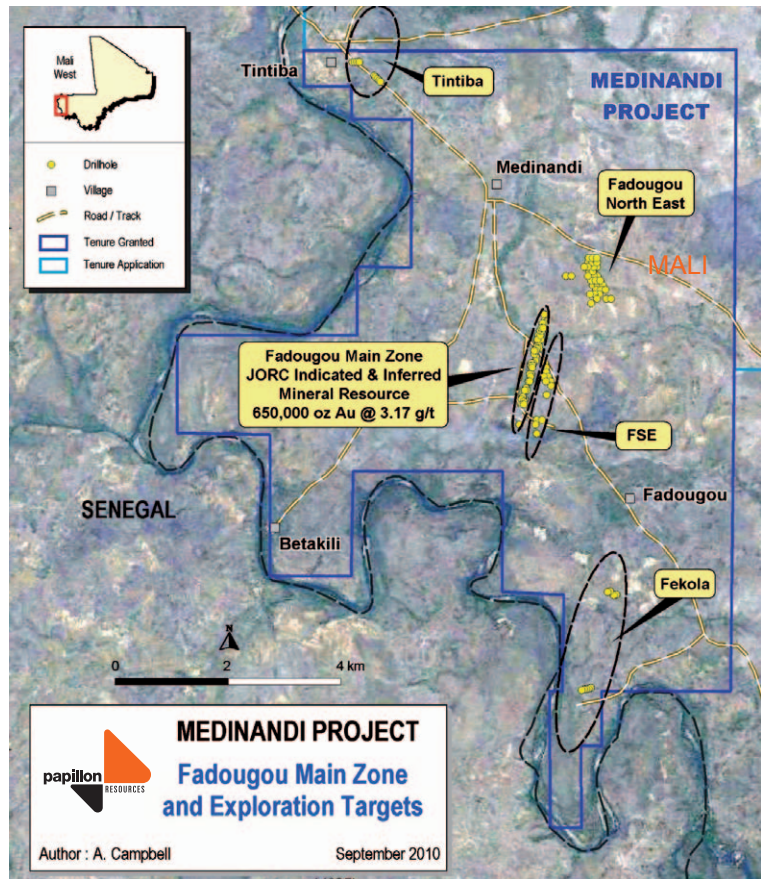 Mali
West
Drillhole
Village
Road / Track
Tenure Granted
Tenure Application
Tintiba
Tintiba
MEDINANDI
PROJECT
Medinandi
Fadougou
North East
MALI
Fadougou Main Zone
JORC Indicated & Inferred
Mineral Resource
650,000 oz Au @ 3.17 g/t
FSE
SENEGAL
Fadougou
Betakili
Fekola
N
0 2 4 km
papillon
RESOURCES
MEDINANDI PROJECT
Fadougou Main Zone
and Exploration Targets
Author : A. Campbell September 2010